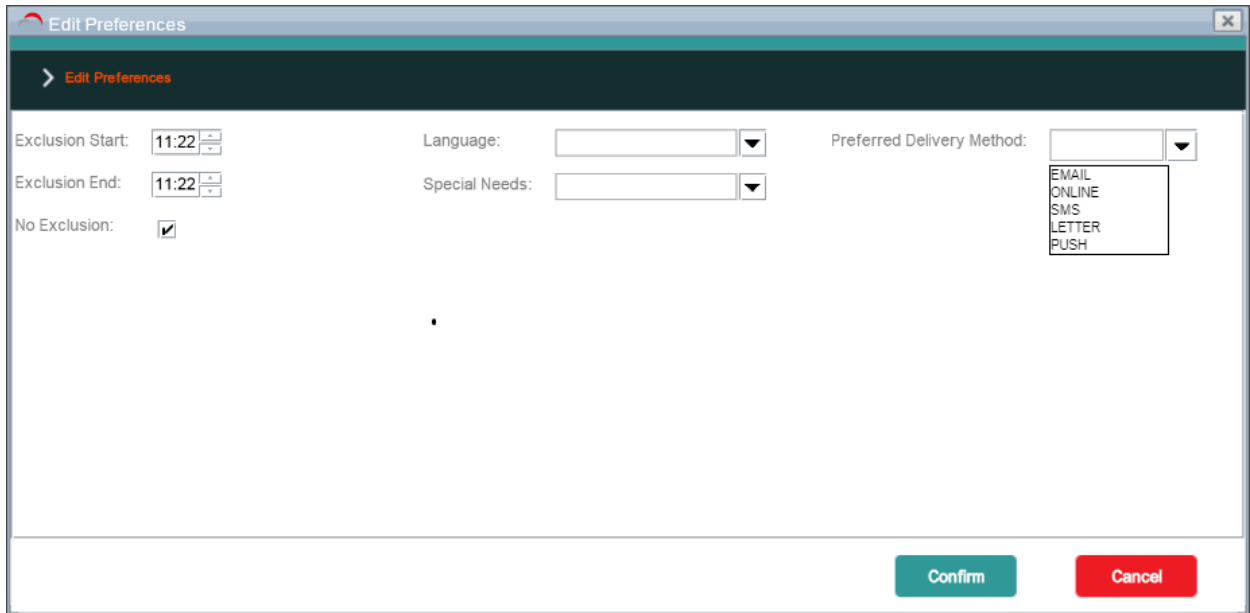 Edit Preferences
Edit Preferences
Exclusion Start: 11:22 Language: Preferred Delivery Method:
Exclusion End: 11:22 Special Needs:
No Exclusion:
EMAIL
ONLINE
SMS
LETTER
PUSH
Confirm Cancel